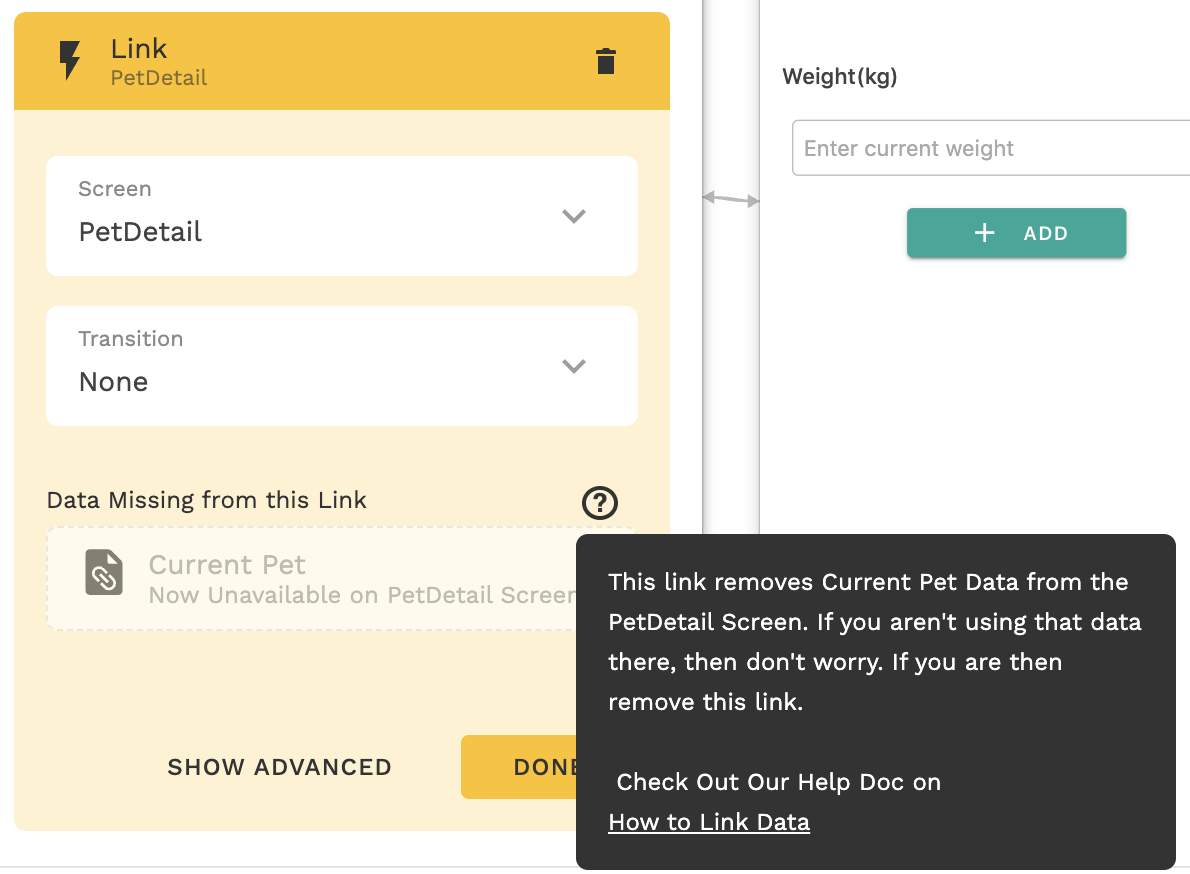 Link
PetDetail
Screen
PetDetail
Transition
None
Data Missing from this Link
?
Current Pet
Now Unavailable on PetDetail Screen
SHOW ADVANCED
DONE
Weight(kg)
Enter current weight
+ ADD
This link removes Current Pet Data from the
PetDetail Screen. If you aren't using that data
there, then don't worry. If you are then
remove this link.
Check Out Our Help Doc on
How to Link Data